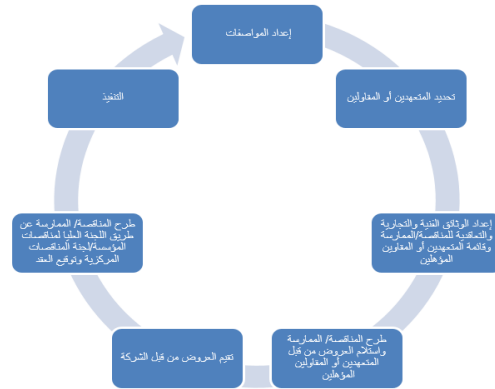 إعداد المواصفات
تحديد المتعهدين أو المقاولين
إعداد الوثائق الفنية والتجارية
والتعاقدية للمناقصة/الممارسة
وقائمة المتعهدين أو المقاوين
المؤهلين
طرح المناقصة/ الممارسة
واستلام العروض من قبل
المتعهدين أو المقاولين
المؤهلين
تقيم العروض من قبل الشركة
طرح المناقصة/ الممارسة عن
طريق اللجنة العليا لمناقصات
المؤسسة/لجنة المناقصات
المركزية وتوقيع العقد
التنفيذ